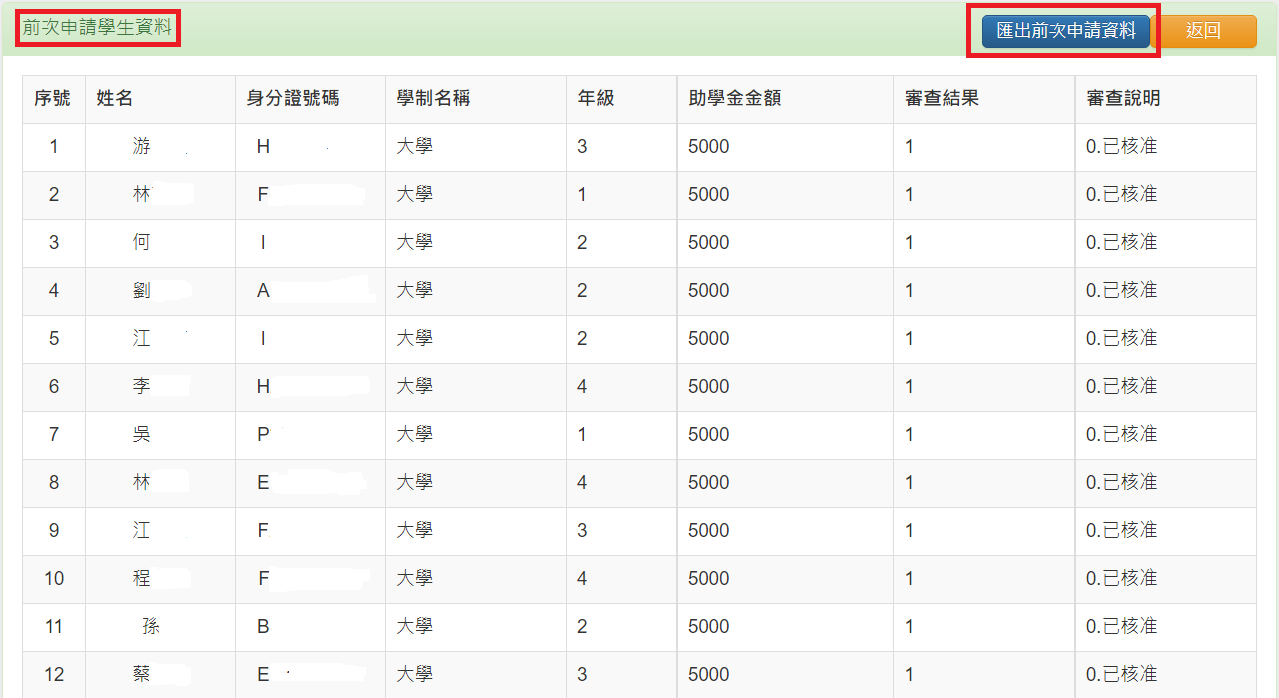 前次申請學生資料 匯出前次申請資料 返回
序號 姓名 身分證號碼 學制名稱 年級 助學金金額 審查結果 審查說明
1 游 H 大學 3 5000 1 0.已核准
2 林 F 大學 1 5000 1 0.已核准
3 何 I 大學 2 5000 1 0.已核准
4 劉 A 大學 2 5000 1 0.已核准
5 江 I 大學 2 5000 1 0.已核准
6 李 H 大學 4 5000 1 0.已核准
7 吳 P 大學 1 5000 1 0.已核准
8 林 E 大學 4 5000 1 0.已核准
9 江 F 大學 3 5000 1 0.已核准
10 程 F 大學 4 5000 1 0.已核准
11 孫 B 大學 2 5000 1 0.已核准
12 蔡 E 大學 3 5000 1 0.已核准